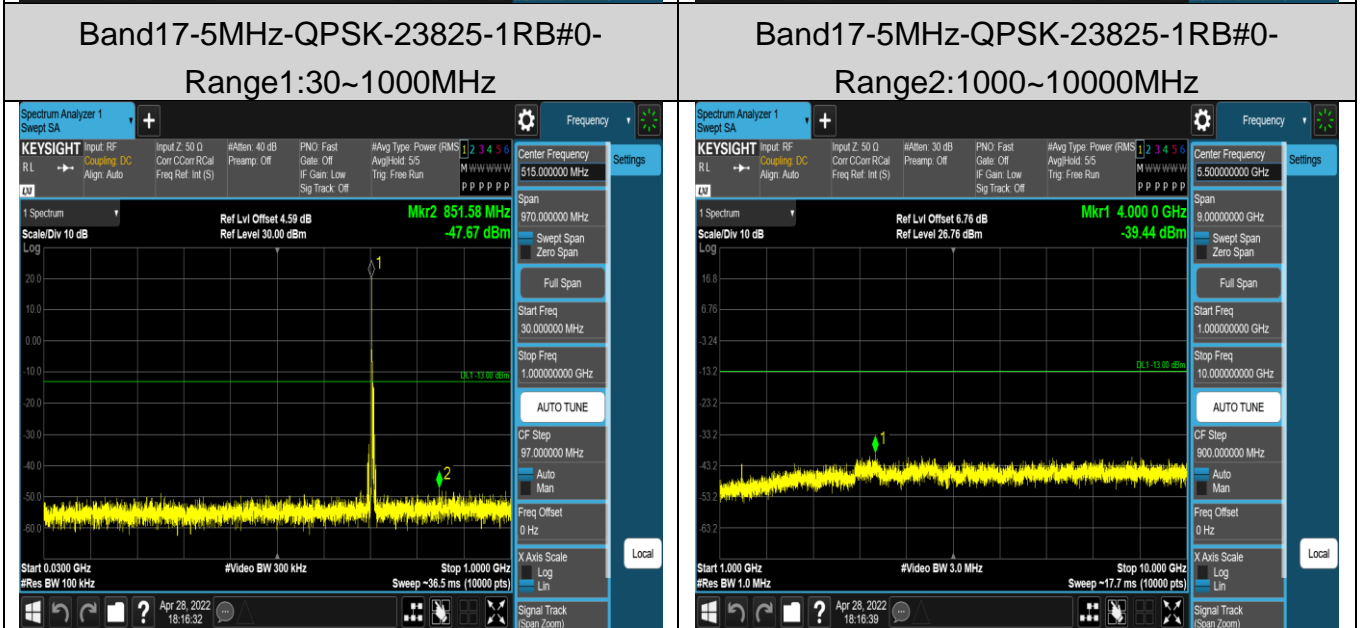 Band17-5MHz-QPSK-23825-1RB#0-
Range1:30~1000MHz
Spectrum Analyzer 1
Swept SA
Frequency
KEYSIGHT
RL
Input: RF
Coupling: DC
Align: Auto
Input Z: 50 Ω
Corr CCorr RCal
Freq Ref: Int (S)
#Atten: 40 dB
Preamp: Off
PNO: Fast
Gate: Off
IF Gain: Low
Sig Track: Off
#Avg Type: Power (RMS
Avg|Hold: 5/5
Trig: Free Run
1 2 3 4 5 6
M W W W W W
P P P P P P
Center Frequency
515.000000 MHz
Settings
1 Spectrum
Scale/Div 10 dB
Log
Ref Lvl Offset 4.59 dB
Ref Level 30.00 dBm
Mkr2 851.58 MHz
-47.67 dBm
Span
970.000000 MHz
Swept Span
Zero Span
1
20.0
10.0
0.00
-10.0
-20.0
-30.0
-40.0
-50.0
-60.0
DL1 -13.00 dBm
2
Full Span
Start Freq
30.000000 MHz
Stop Freq
1.000000000 GHz
AUTO TUNE
CF Step
97.000000 MHz
Auto
Man
Freq Offset
0 Hz
X Axis Scale
Log
Lin
Local
Start 0.0300 GHz
#Res BW 100 kHz
#Video BW 300 kHz
Stop 1.0000 GHz
Sweep ~36.5 ms (10000 pts)
?
Apr 28, 2022
18:16:32
Signal Track
(Span Zoom)
Band17-5MHz-QPSK-23825-1RB#0-
Range2:1000~10000MHz
Spectrum Analyzer 1
Swept SA
Frequency
KEYSIGHT
RL
Input: RF
Coupling: DC
Align: Auto
Input Z: 50 Ω
Corr CCorr RCal
Freq Ref: Int (S)
#Atten: 30 dB
Preamp: Off
PNO: Fast
Gate: Off
IF Gain: Low
Sig Track: Off
#Avg Type: Power (RMS
Avg|Hold: 5/5
Trig: Free Run
1 2 3 4 5 6
M W W W W W
P P P P P P
Center Frequency
5.500000000 GHz
Settings
1 Spectrum
Scale/Div 10 dB
Log
Ref Lvl Offset 6.76 dB
Ref Level 26.76 dBm
Mkr1 4.000 0 GHz
-39.44 dBm
Span
9.00000000 GHz
Swept Span
Zero Span
16.8
6.76
-3.24
-13.2
-23.2
-33.2
-43.2
-53.2
-63.2
DL1 -13.00 dBm
1
Full Span
Start Freq
1.000000000 GHz
Stop Freq
10.000000000 GHz
AUTO TUNE
CF Step
900.000000 MHz
Auto
Man
Freq Offset
0 Hz
X Axis Scale
Log
Lin
Local
Start 1.000 GHz
#Res BW 1.0 MHz
#Video BW 3.0 MHz
Stop 10.000 GHz
Sweep ~17.7 ms (10000 pts)
?
Apr 28, 2022
18:16:39
Signal Track
(Span Zoom)